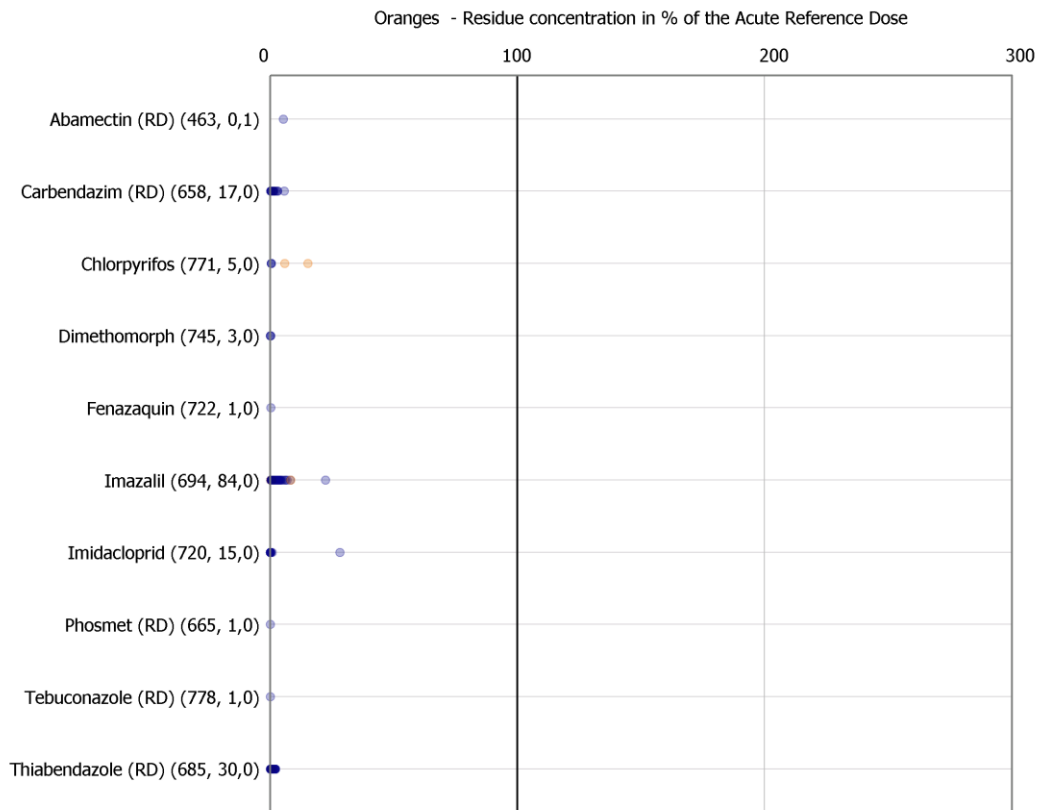 Oranges - Residue concentration in % of the Acute Reference Dose
0 100 200 300
Abamectin (RD) (463, 0,1)
Carbendazim (RD) (658, 17,0)
Chlorpyrifos (771, 5,0)
Dimethomorph (745, 3,0)
Fenazaquin (722, 1,0)
Imazalil (694, 84,0)
Imidacloprid (720, 15,0)
Phosmet (RD) (665, 1,0)
Tebuconazole (RD) (778, 1,0)
Thiabendazole (RD) (685, 30,0)